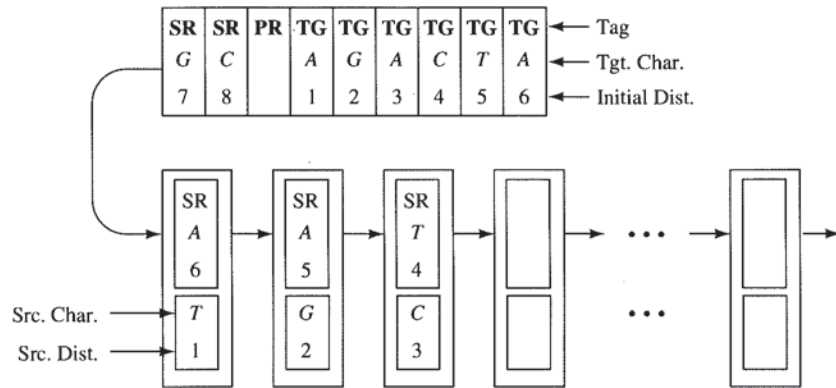 SR SR PR TG TG TG TG TG TG Tag
G C A G A C T A Tgt. Char.
7 8 1 2 3 4 5 6 Initial Dist.
SR SR SR
A A T
6 5 4
Src. Char. T G C
Src. Dist. 1 2 3